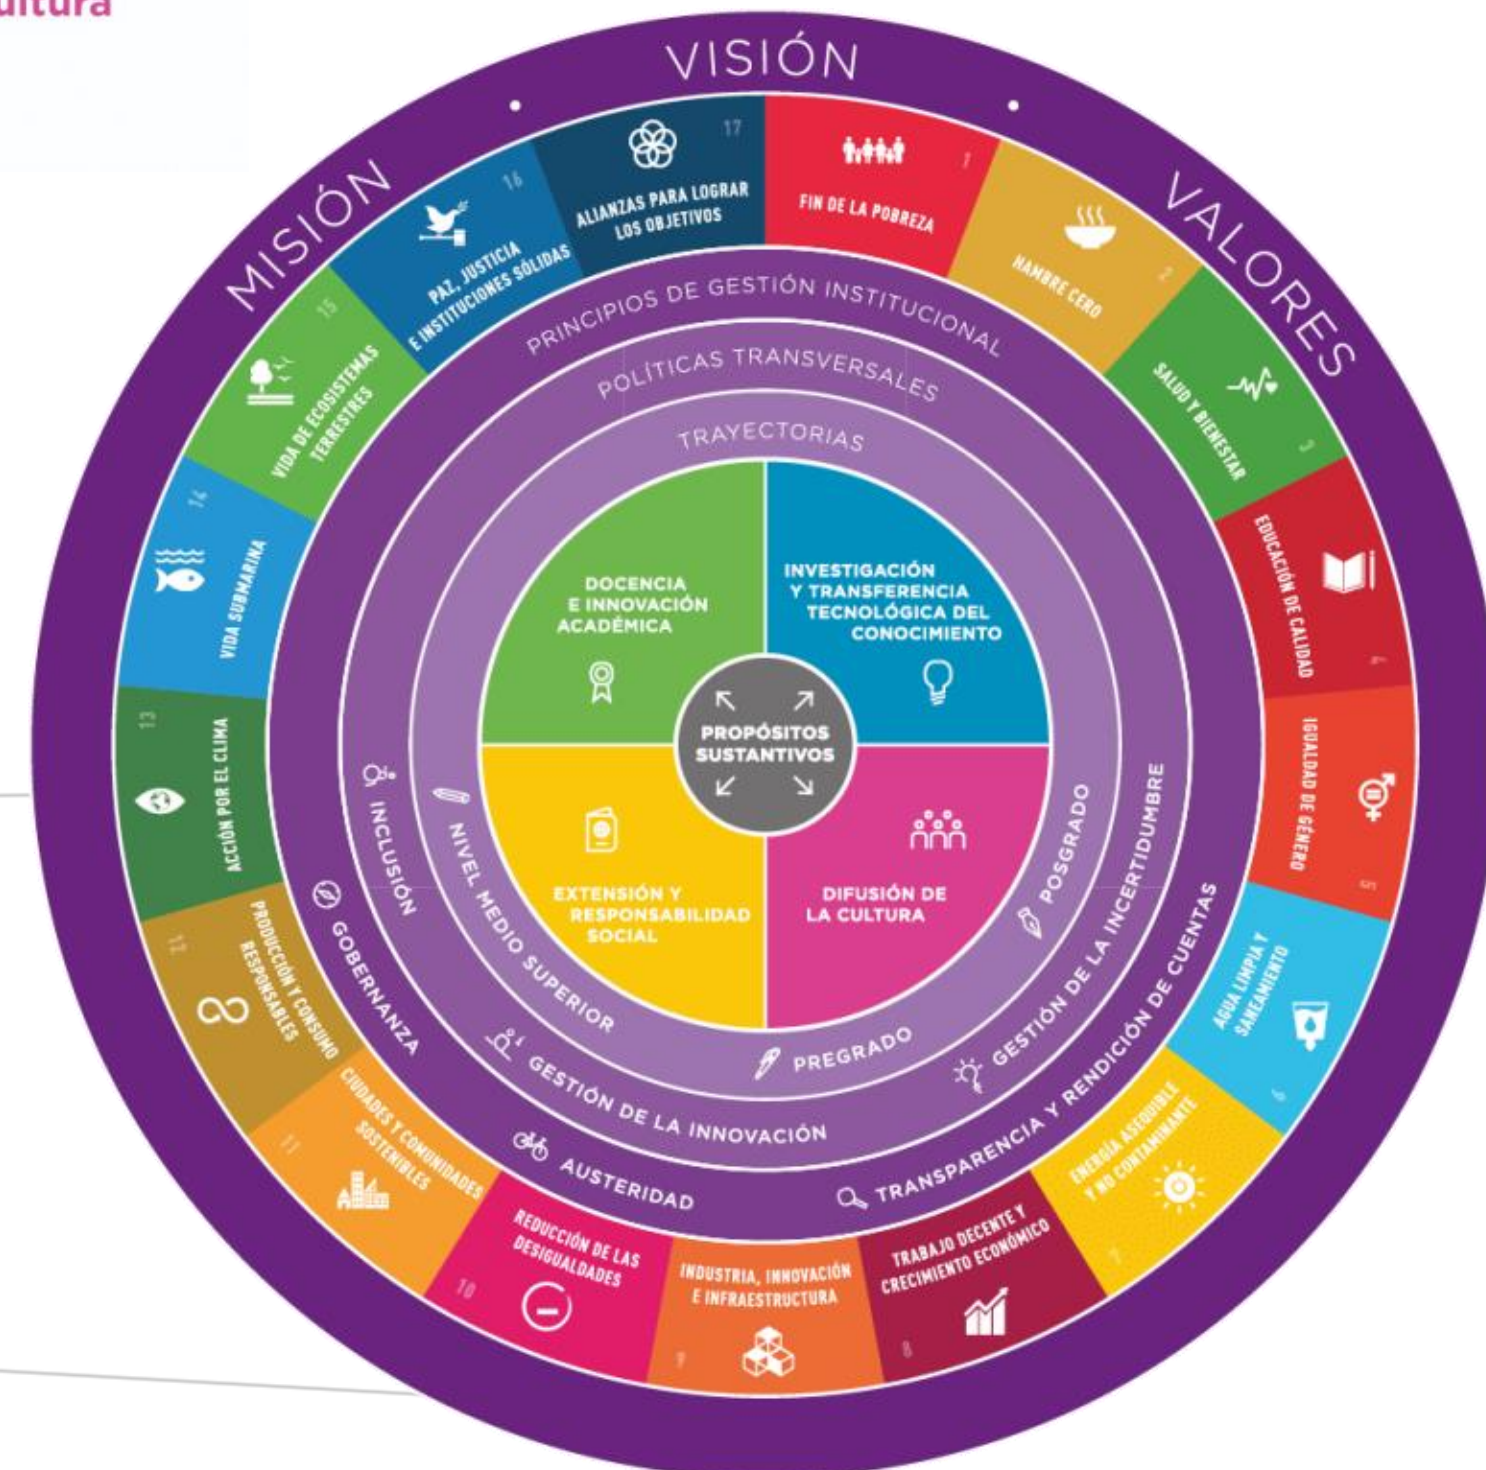 VISIÓN
MISIÓN
VALORES
17
ALIANZAS PARA LOGRAR
LOS OBJETIVOS
1
FIN DE LA POBREZA
2
HAMBRE CERO
3
SALUD Y BIENESTAR
4
EDUCACIÓN DE CALIDAD
5
IGUALDAD DE GÉNERO
6
AGUA LIMPIA Y
SANEAMIENTO
7
ENERGÍA ASEQUIBLE
Y NO CONTAMINANTE
8
TRABAJO DECENTE Y
CRECIMIENTO ECONÓMICO
9
INDUSTRIA, INNOVACIÓN
E INFRAESTRUCTURA
10
REDUCCIÓN DE LAS
DESIGUALDADES
11
CIUDADES Y COMUNIDADES
SOSTENIBLES
12
PRODUCCIÓN Y CONSUMO
RESPONSABLES
13
ACCIÓN POR EL CLIMA
14
VIDA SUBMARINA
15
VIDA DE ECOSISTEMAS
TERRESTRES
16
PAZ, JUSTICIA
E INSTITUCIONES SÓLIDAS
PRINCIPIOS DE GESTIÓN INSTITUCIONAL
GOBERNANZA
AUSTERIDAD
TRANSPARENCIA Y RENDICIÓN DE CUENTAS
POLÍTICAS TRANSVERSALES
INCLUSIÓN
GESTIÓN DE LA INNOVACIÓN
GESTIÓN DE LA INCERTIDUMBRE
TRAYECTORIAS
NIVEL MEDIO SUPERIOR
PREGRADO
POSGRADO
DOCENCIA
E INNOVACIÓN
ACADÉMICA
INVESTIGACIÓN
Y TRANSFERENCIA
TECNOLÓGICA DEL
CONOCIMIENTO
PROPÓSITOS
SUSTANTIVOS
EXTENSIÓN Y
RESPONSABILIDAD
SOCIAL
DIFUSIÓN DE
LA CULTURA